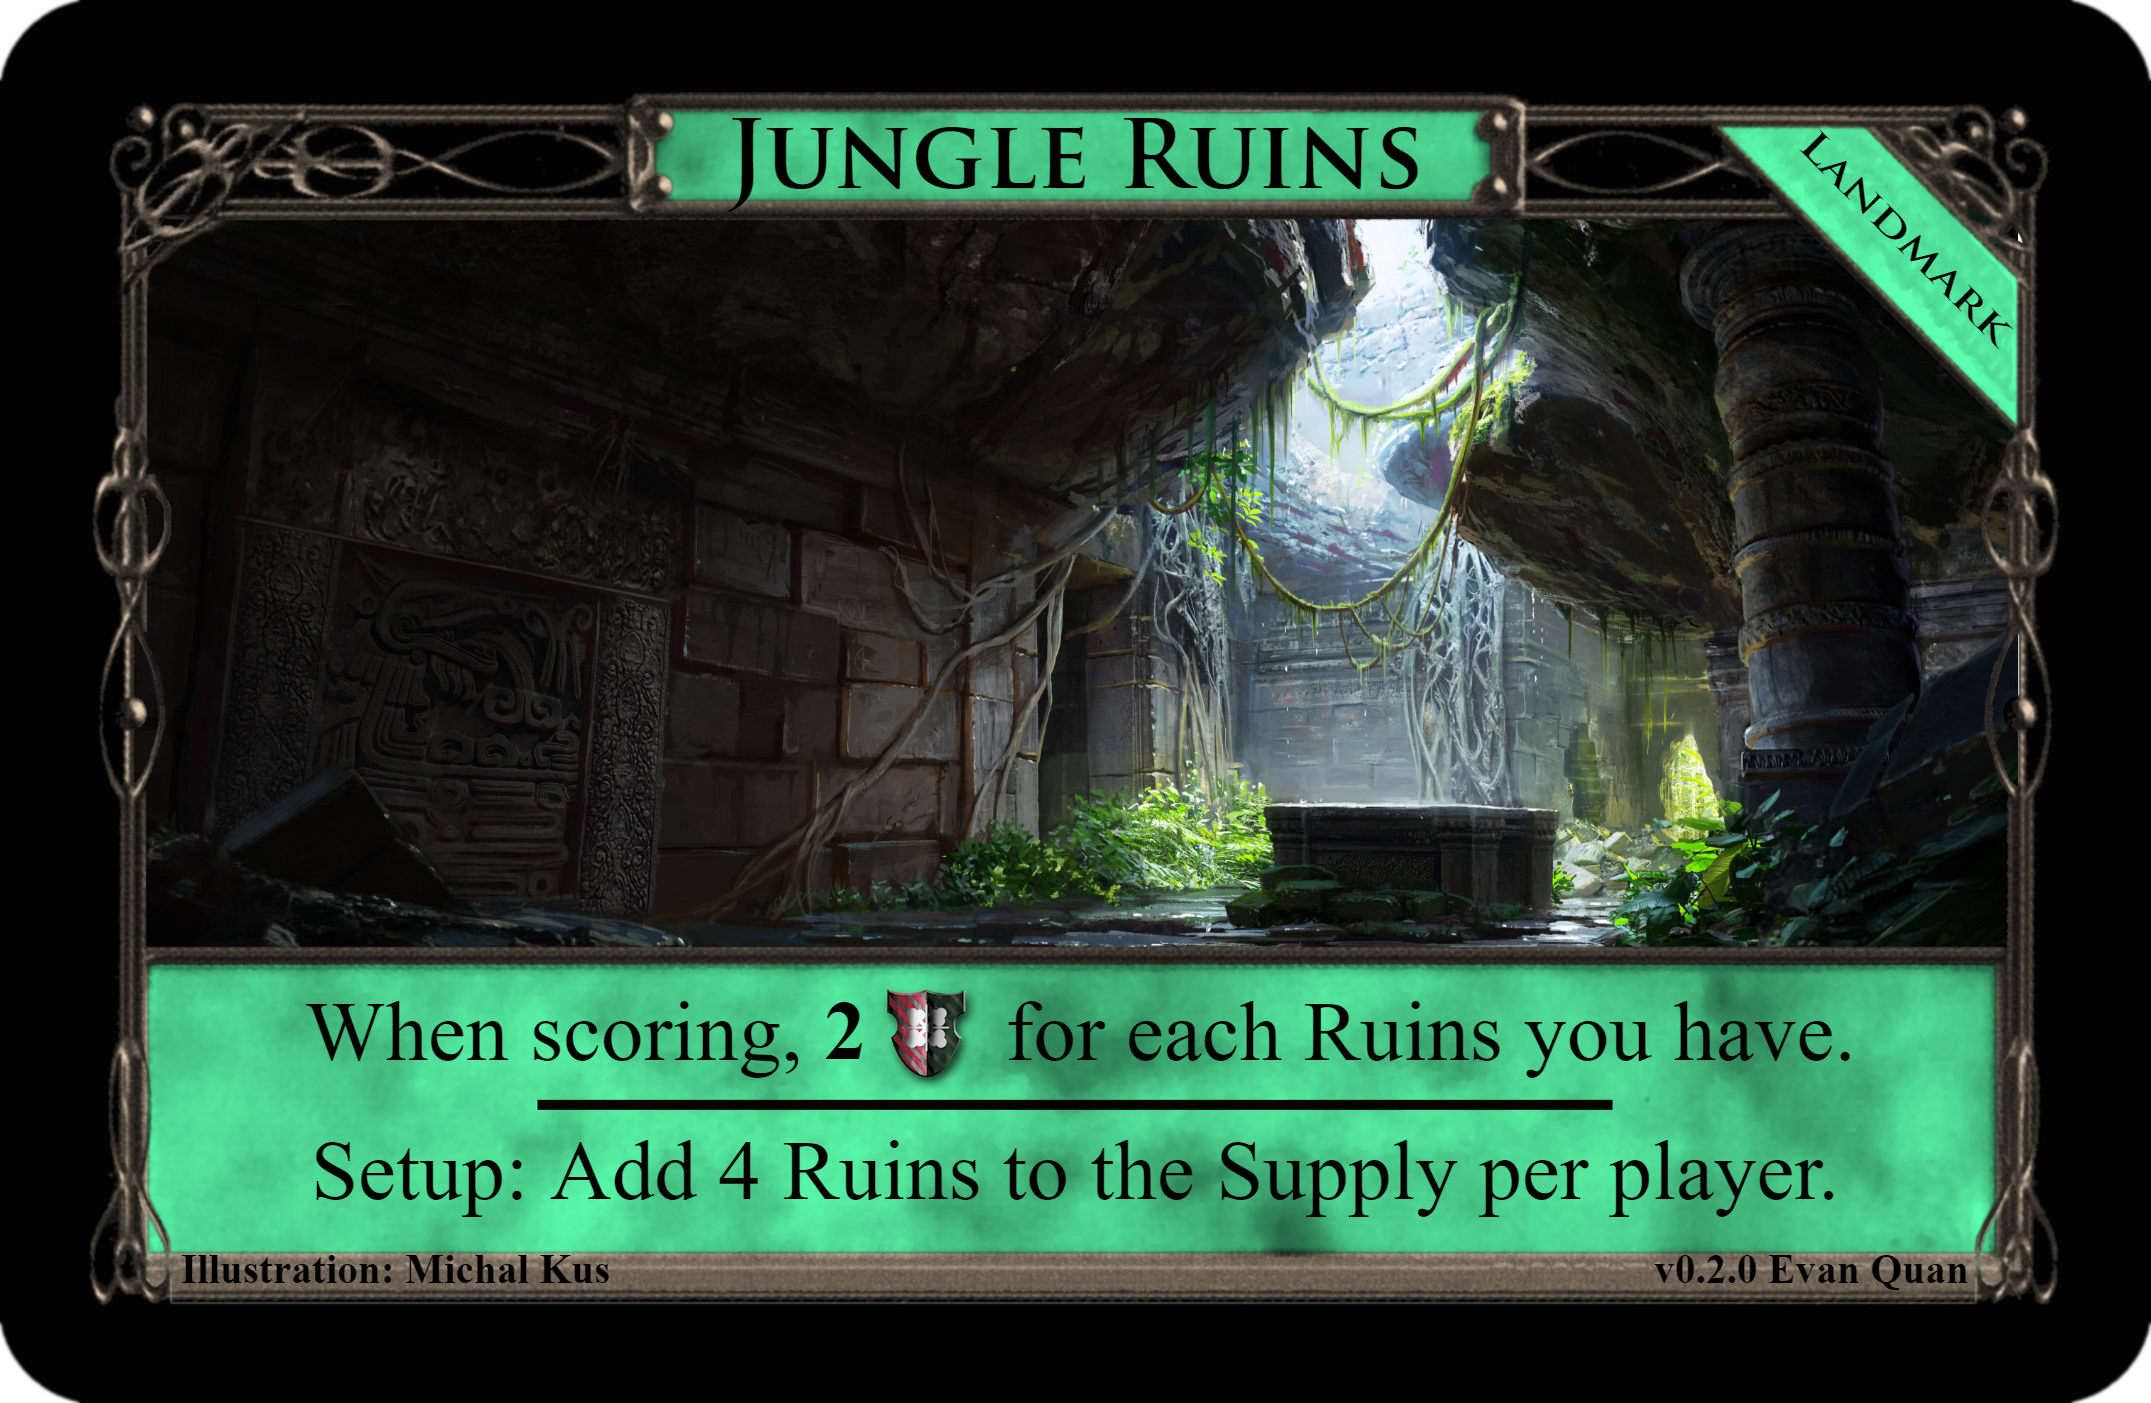 Jungle Ruins
LANDMARK
When scoring, 2 for each Ruins you have.
Setup: Add 4 Ruins to the Supply per player.
Illustration: Michal Kus
v0.2.0 Evan Quan